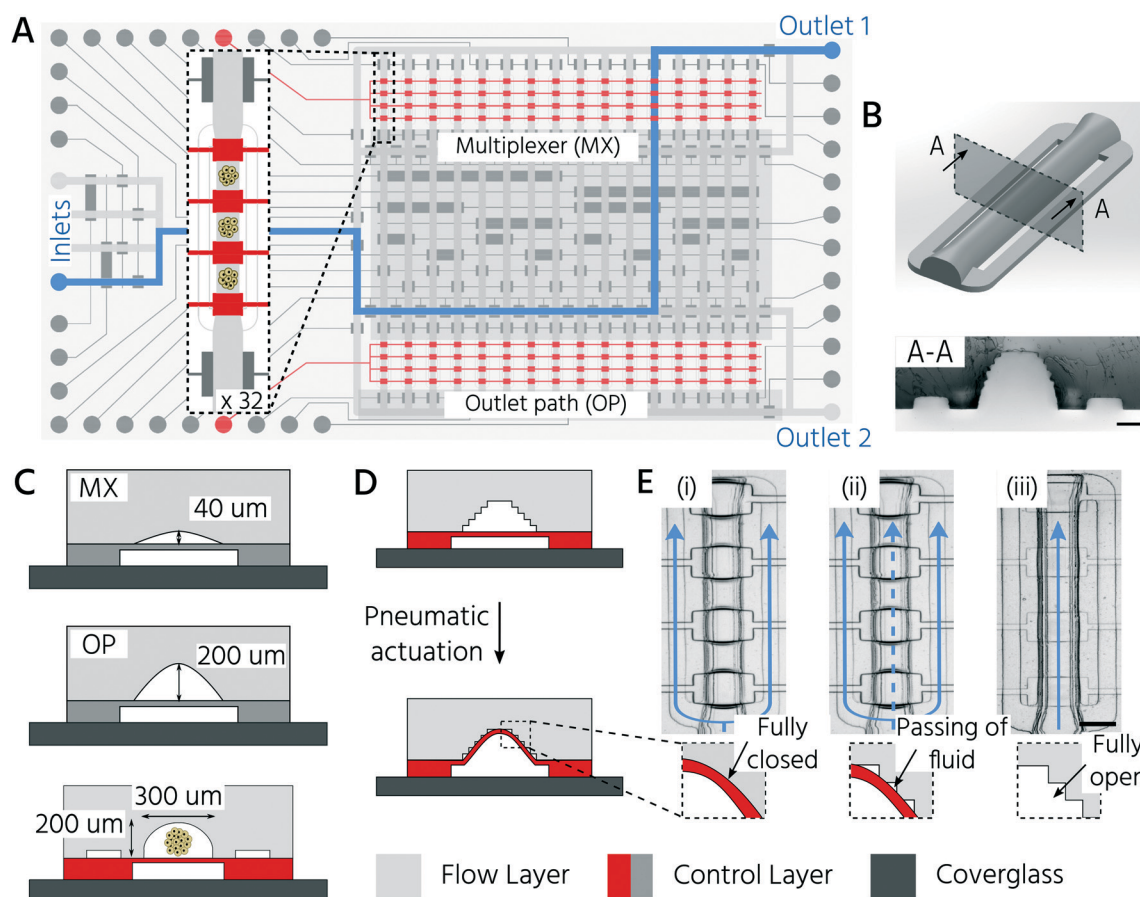 A
Outlet 1
Multiplexer (MX)
Inlets
x 32
Outlet path (OP)
Outlet 2
B
A
A
A-A
C
MX
40 um
OP
200 um
300 um
200 um
D
Pneumatic
actuation
E
(i)
(ii)
(iii)
Fully
closed
Passing of
fluid
Fully
open
Flow Layer
Control Layer
Coverglass